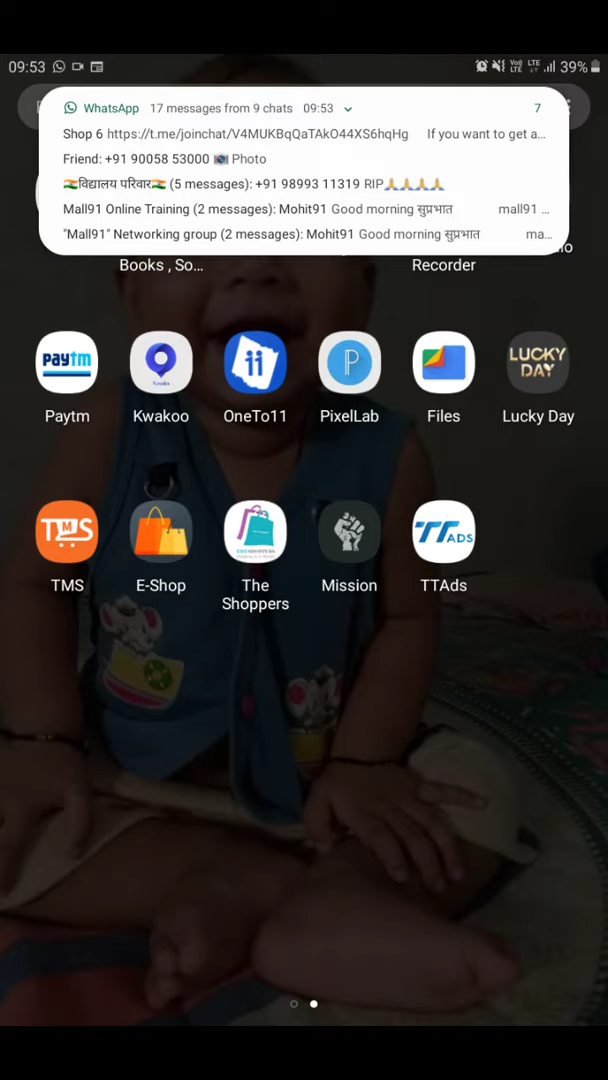 09:53 Vo) LTE LTE 39%
WhatsApp 17 messages from 9 chats 09:53 7
Shop 6 https://t.me/joinchat/V4MUKBqQaTAkO44XS6hqHg If you want to get a...
Friend: +91 90058 53000 📷 Photo
🇮🇳विद्यालय परिवार🇮🇳 (5 messages): +91 98993 11319 RIP🙏🙏🙏🙏
Mall91 Online Training (2 messages): Mohit91 Good morning सुप्रभात mall91 ...
"Mall91" Networking group (2 messages): Mohit91 Good morning सुप्रभात ma...
Books , So... Recorder
paytm LUCKY DAY
Paytm Kwakoo OneTo11 PixelLab Files Lucky Day
TMS TTADS
TMS E-Shop The Shoppers Mission TTAds